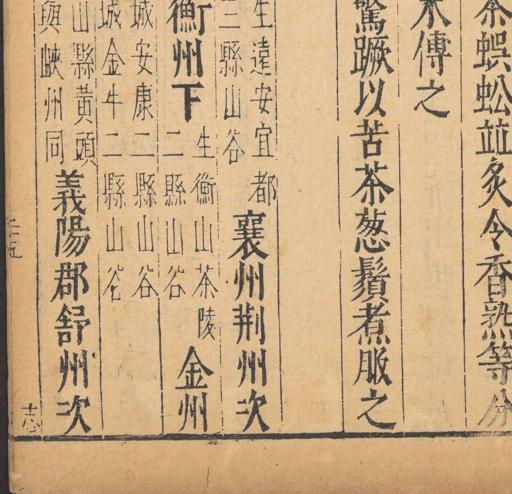 茶蜈蚣並炙令香熟等分
木傳之
驚蹶以苦茶葱鬚煮服之
生遠安宜都
三縣山谷
襄州荆州次
衡州下
生衡山茶陵
二縣山谷
金州
城安康二縣山谷
城金牛二縣山谷
山縣黄頭
與峽州同
義陽郡舒州次
志